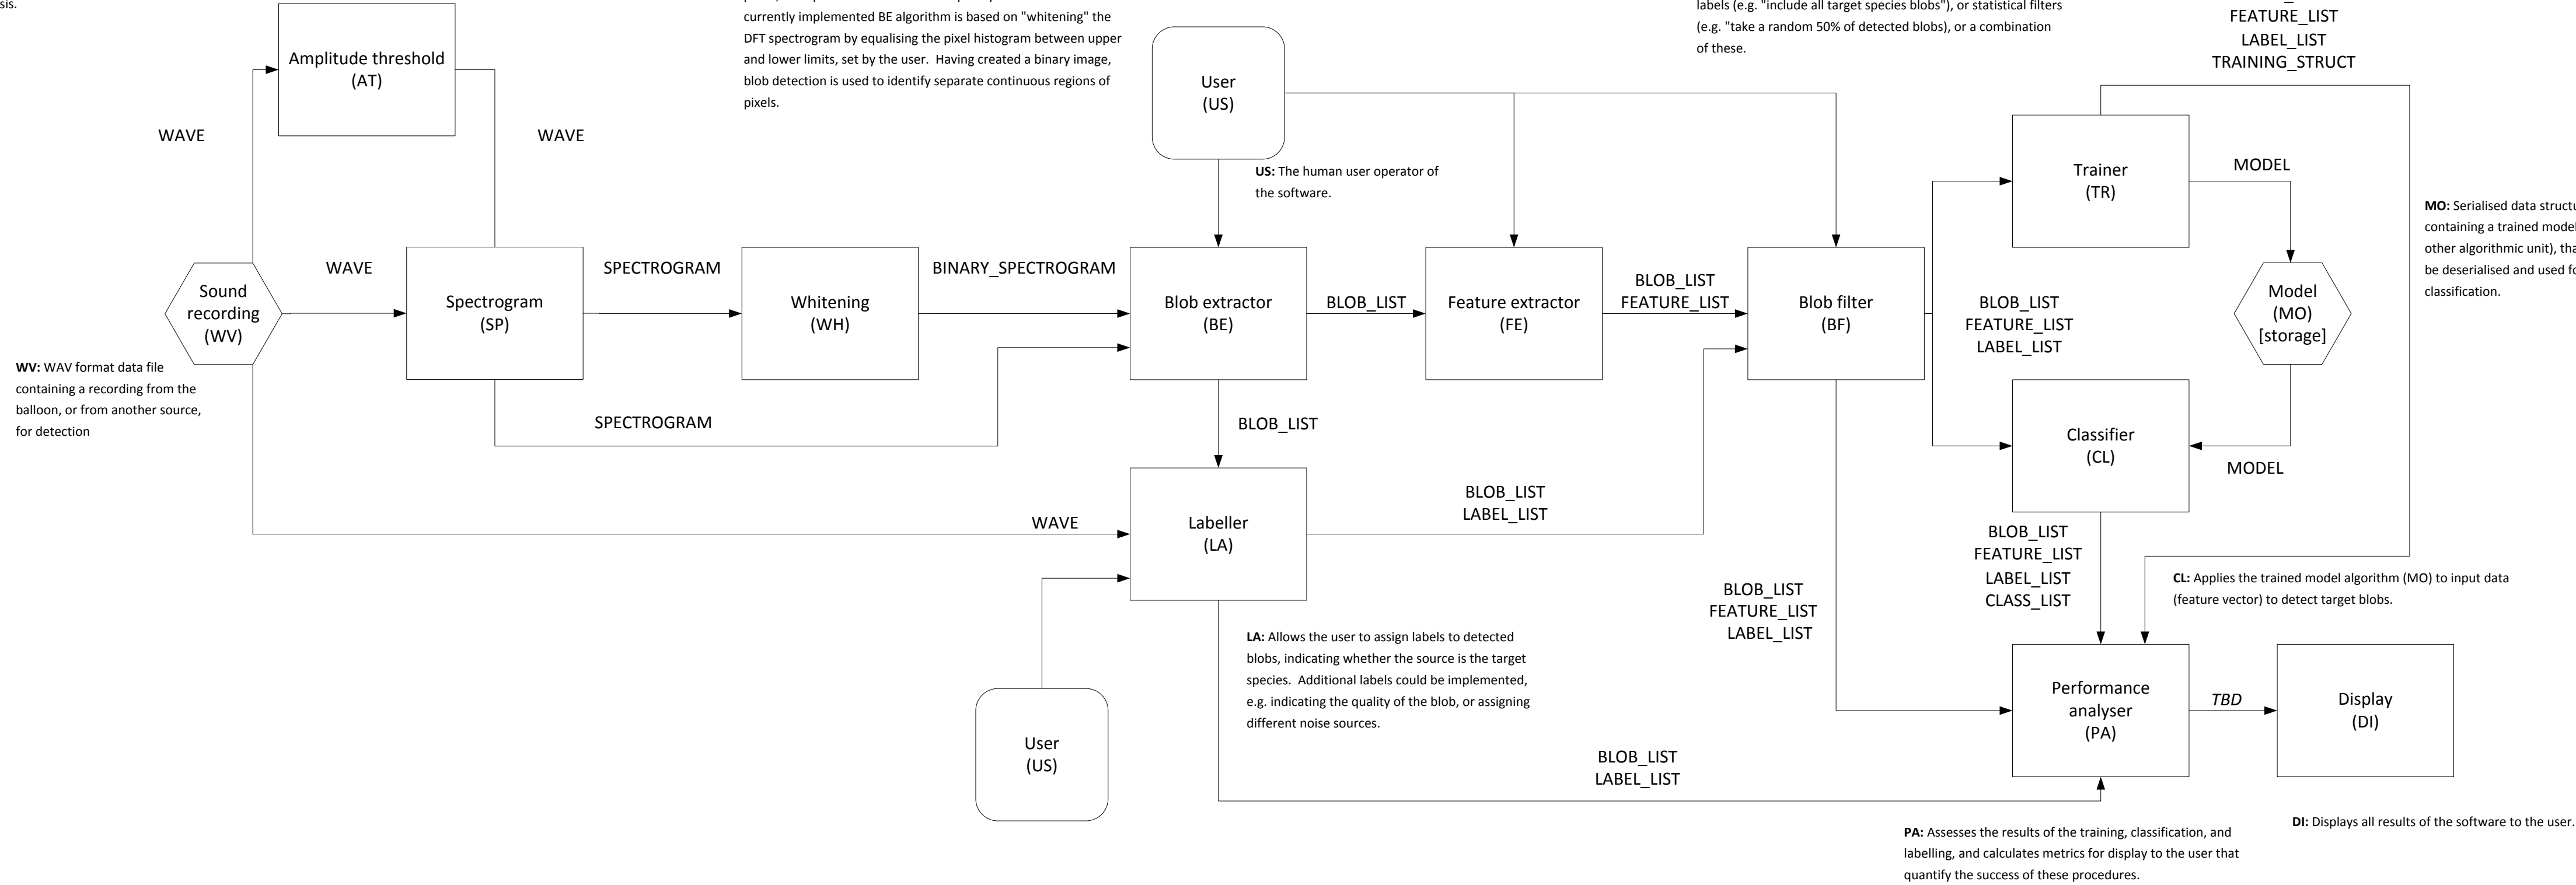 sis.
currently implemented BE algorithm is based on "whitening" the
DFT spectrogram by equalising the pixel histogram between upper
and lower limits, set by the user. Having created a binary image,
blob detection is used to identify separate continuous regions of
pixels.
labels (e.g. "include all target species blobs"), or statistical filters
(e.g. "take a random 50% of detected blobs), or a combination
of these.
FEATURE_LIST
LABEL_LIST
TRAINING_STRUCT
Amplitude threshold
(AT)
User
(US)
WAVE
WAVE
US: The human user operator of
the software.
Trainer
(TR)
MODEL
MO: Serialised data structu
containing a trained model
other algorithmic unit), tha
be deserialised and used fo
classification.
Sound
recording
(WV)
WAVE
Spectrogram
(SP)
SPECTROGRAM
Whitening
(WH)
BINARY_SPECTROGRAM
Blob extractor
(BE)
BLOB_LIST
Feature extractor
(FE)
BLOB_LIST
FEATURE_LIST
Blob filter
(BF)
BLOB_LIST
FEATURE_LIST
LABEL_LIST
Model
(MO)
[storage]
WV: WAV format data file
containing a recording from the
balloon, or from another source,
for detection
SPECTROGRAM
BLOB_LIST
Classifier
(CL)
MODEL
WAVE
Labeller
(LA)
BLOB_LIST
LABEL_LIST
BLOB_LIST
FEATURE_LIST
LABEL_LIST
CLASS_LIST
CL: Applies the trained model algorithm (MO) to input data
(feature vector) to detect target blobs.
BLOB_LIST
FEATURE_LIST
LABEL_LIST
LA: Allows the user to assign labels to detected
blobs, indicating whether the source is the target
species. Additional labels could be implemented,
e.g. indicating the quality of the blob, or assigning
different noise sources.
User
(US)
Performance
analyser
(PA)
TBD
Display
(DI)
BLOB_LIST
LABEL_LIST
PA: Assesses the results of the training, classification, and
labelling, and calculates metrics for display to the user that
quantify the success of these procedures.
DI: Displays all results of the software to the user.